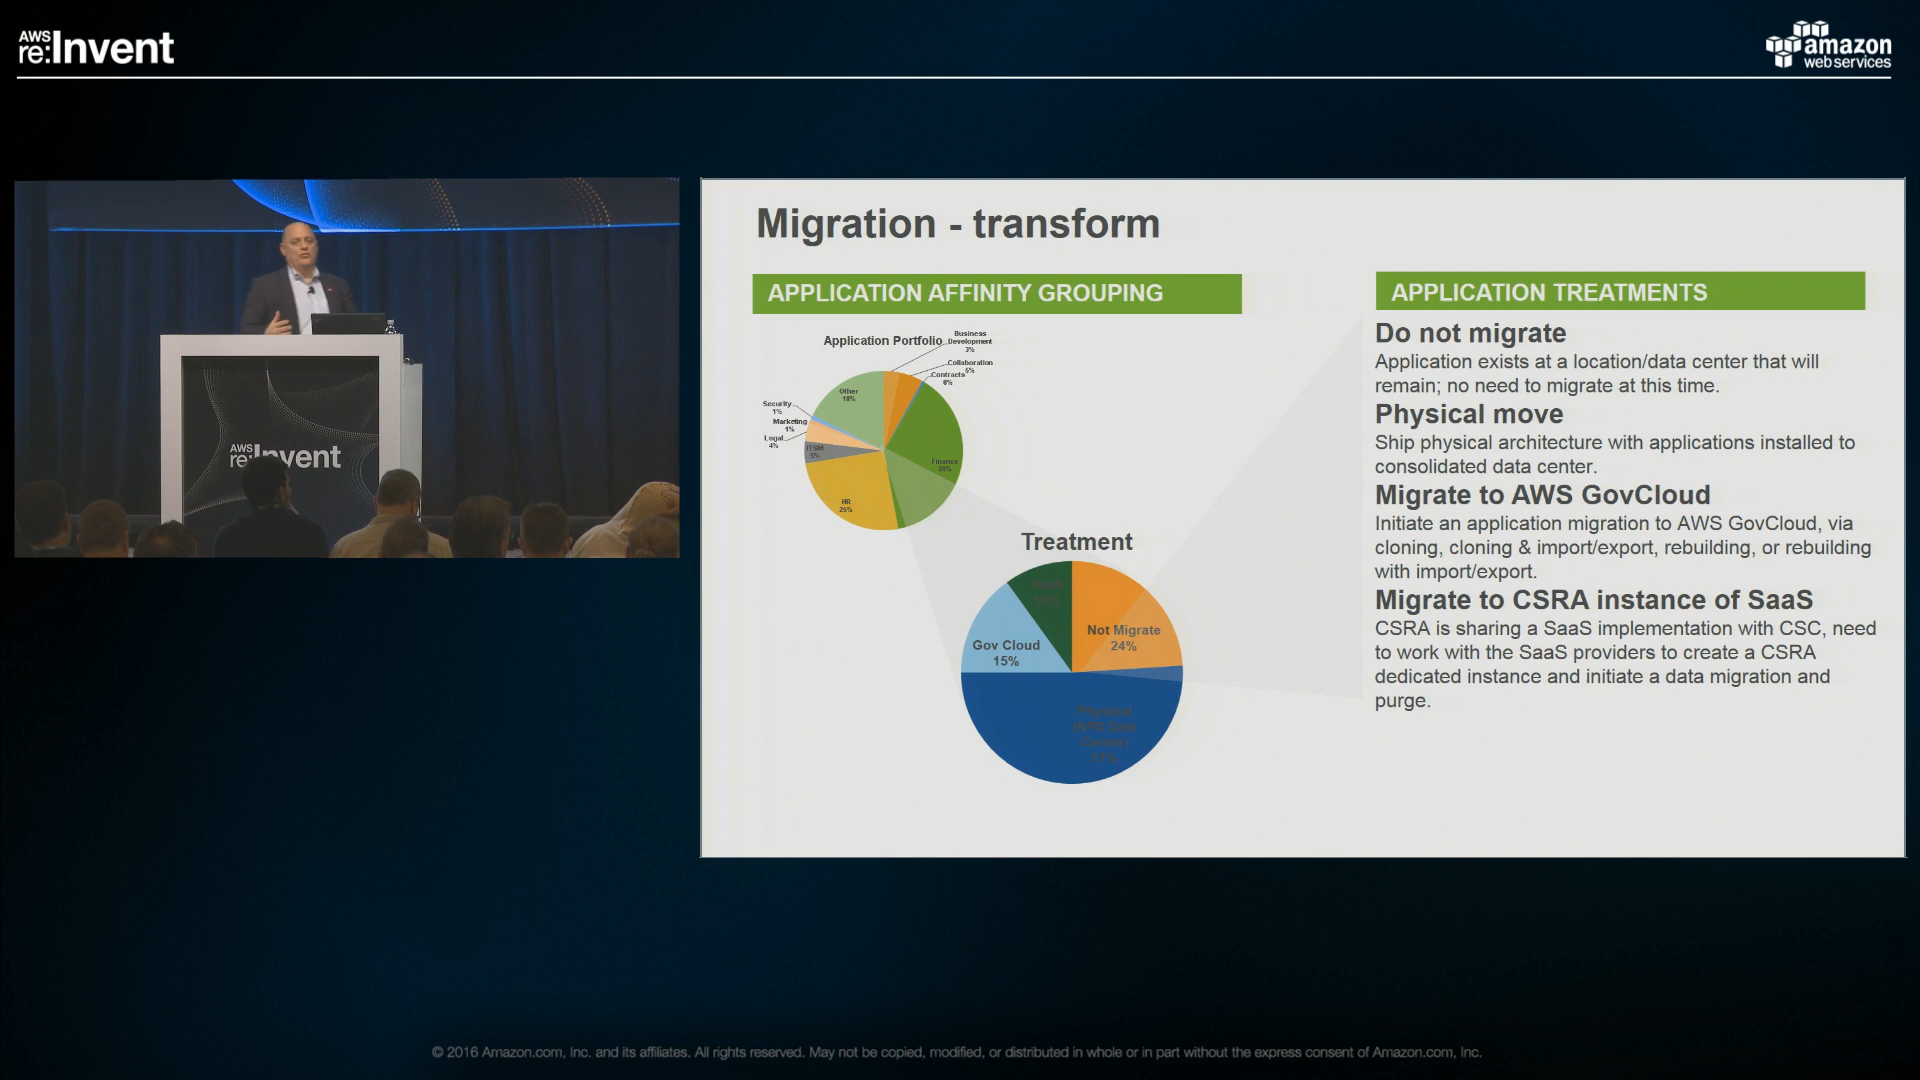 AWS
re:Invent
amazon
web services
AWS
re:Invent
Migration - transform
APPLICATION AFFINITY GROUPING
Application Portfolio
Business
Development
3%
Collaboration
5%
Contracts
0%
Other
18%
Security
1%
Marketing
1%
Legal
4%
ITSM
5%
Finance
38%
HR
25%
Treatment
Not Migrate
24%
Gov Cloud
15%
SaaS
Physical
APPLICATION TREATMENTS
Do not migrate
Application exists at a location/data center that will
remain; no need to migrate at this time.
Physical move
Ship physical architecture with applications installed to
consolidated data center.
Migrate to AWS GovCloud
Initiate an application migration to AWS GovCloud, via
cloning, cloning & import/export, rebuilding, or rebuilding
with import/export.
Migrate to CSRA instance of SaaS
CSRA is sharing a SaaS implementation with CSC, need
to work with the SaaS providers to create a CSRA
dedicated instance and initiate a data migration and
purge.
© 2016 Amazon.com, Inc. and its affiliates. All rights reserved. May not be copied, modified, or distributed in whole or in part without the express consent of Amazon.com, Inc.